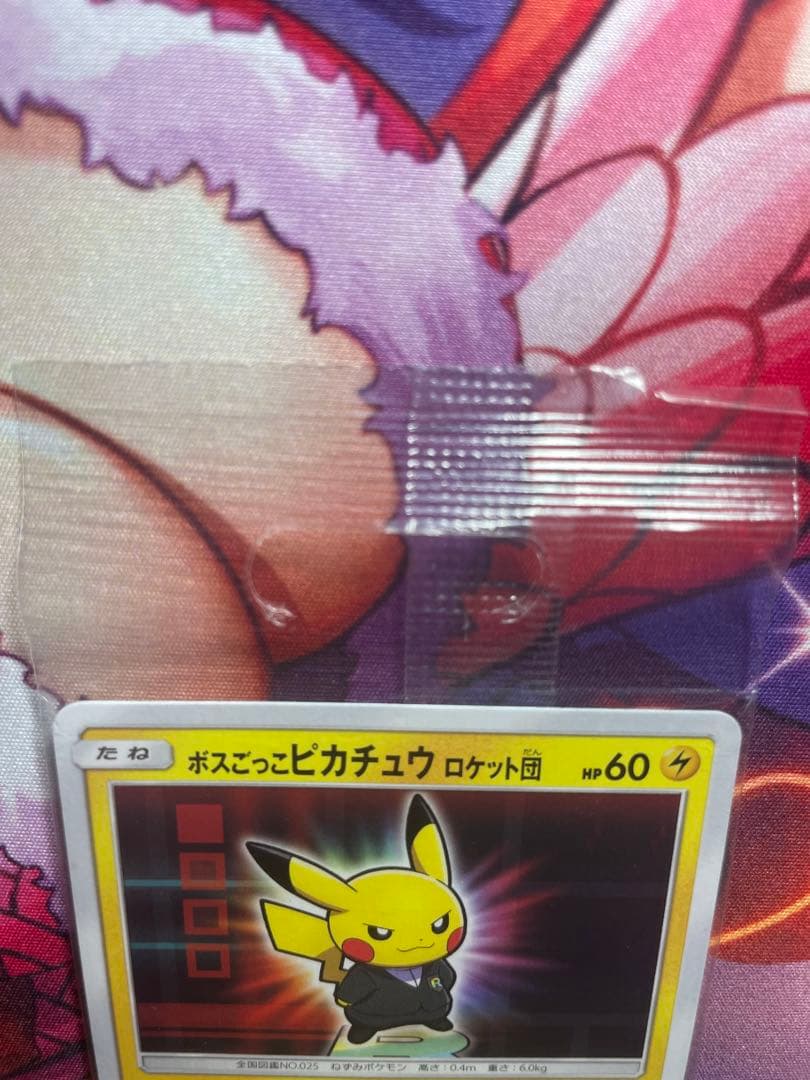 たね ボスごっこピカチュウ ロケット団 だん HP60
R
全国図鑑NO.025 ねずみポケモン 高さ:0.4m 重さ:6.0kg